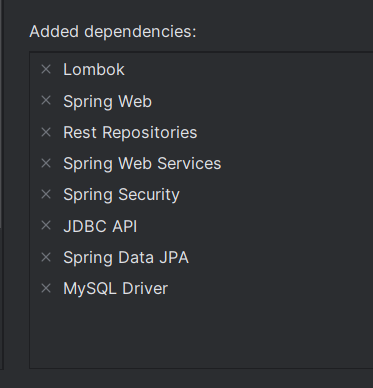 Added dependencies:
Lombok
Spring Web
Rest Repositories
Spring Web Services
Spring Security
JDBC API
Spring Data JPA
MySQL Driver